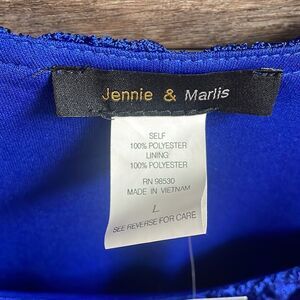 Jennie & Marlis
SELF
100% POLYESTER
LINING
100% POLYESTER
RN 98530
MADE IN VIETNAM
L
SEE REVERSE FOR CARE